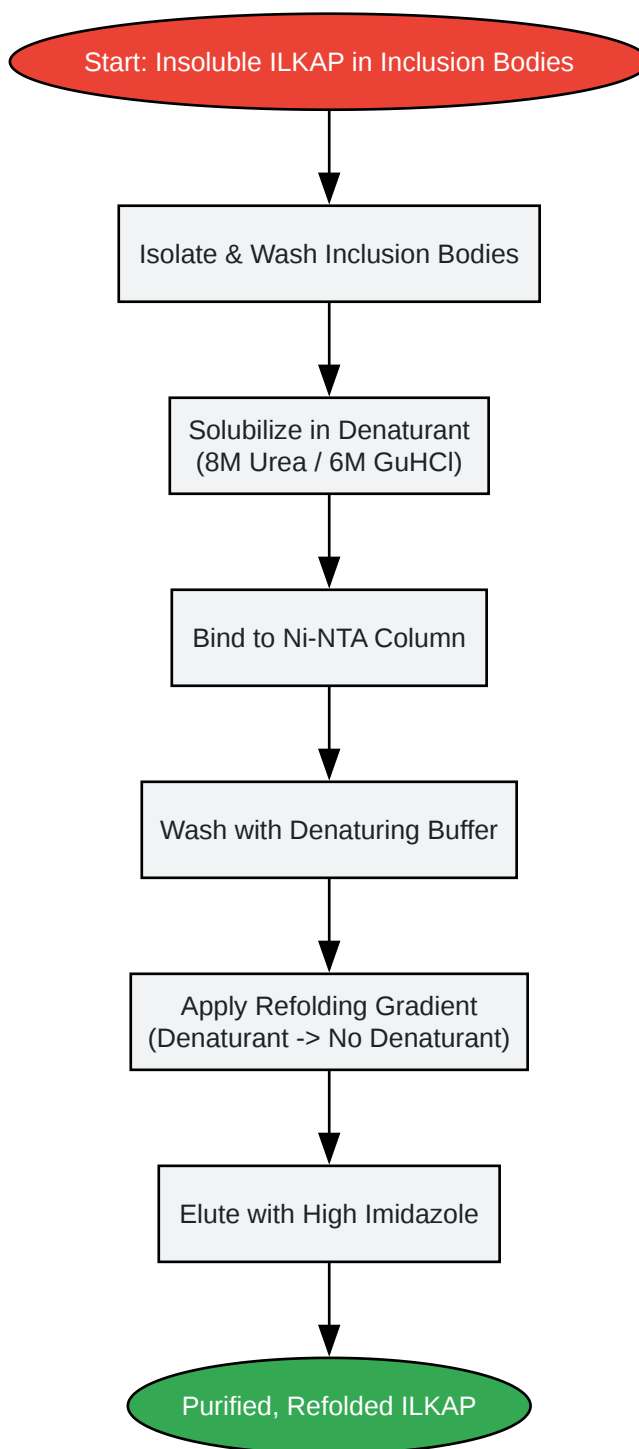 Start: Insoluble ILKAP in Inclusion Bodies
Isolate & Wash Inclusion Bodies
Solubilize in Denaturant
(8M Urea / 6M GuHCl)
Bind to Ni-NTA Column
Wash with Denaturing Buffer
Apply Refolding Gradient
(Denaturant -> No Denaturant)
Elute with High Imidazole
Purified, Refolded ILKAP